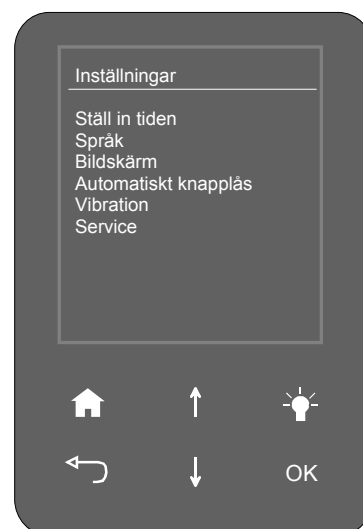 Inställningar
Ställ in tiden
Språk
Bildskärm
Automatiskt knapplås
Vibration
Service
OK